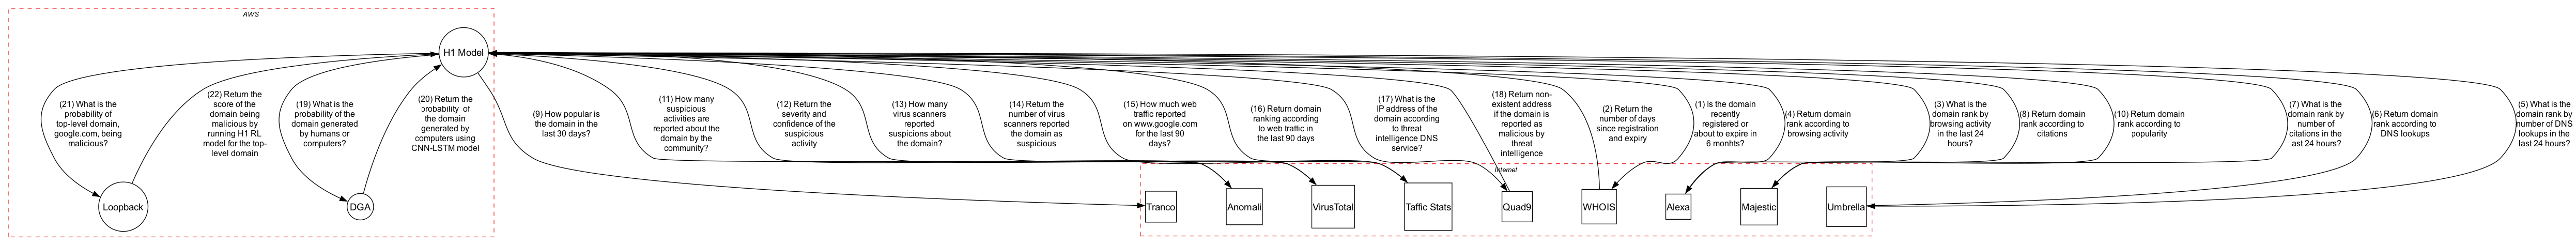 AWS
H1 Model
(21) What is the
probability of
top-level domain,
google.com, being
malicious?
(22) Return the
score of the
domain being
malicious by
running H1 RL
model for the top-
level domain
(19) What is the
probability of the
domain generated
by humans or
computers?
(20) Return the
probability of
the domain
generated by
computers using
CNN-LSTM model
(9) How popular is
the domain in the
last 30 days?
(11) How many
suspicious
activities are
reported about the
domain by the
community?
(12) Return the
severity and
confidence of the
suspicious
activity
(13) How many
virus scanners
reported
suspicions about
the domain?
(14) Return the
number of virus
scanners reported
the domain as
suspicious
(15) How much web
traffic reported
on www.google.com
for the last 90
days?
(16) Return domain
ranking according
to web traffic in
the last 90 days
(17) What is the
IP address of the
domain according
to threat
intelligence DNS
service?
(18) Return non-
existent address
if the domain is
reported as
malicious by
threat
intelligence
(2) Return the
number of days
since registration
and expiry
(1) Is the domain
recently
registered or
about to expire in
6 monhts?
(4) Return domain
rank according to
browsing activity
(3) What is the
domain rank by
browsing activity
in the last 24
hours?
(8) Return domain
rank according to
citations
(10) Return domain
rank according to
popularity
(7) What is the
domain rank by
number of
citations in the
last 24 hours?
(6) Return domain
rank according to
DNS lookups
(5) What is the
domain rank by
number of DNS
lookups in the
last 24 hours?
Internet
Loopback
DGA
Tranco
Anomali
VirusTotal
Taffic Stats
Quad9
WHOIS
Alexa
Majestic
Umbrella